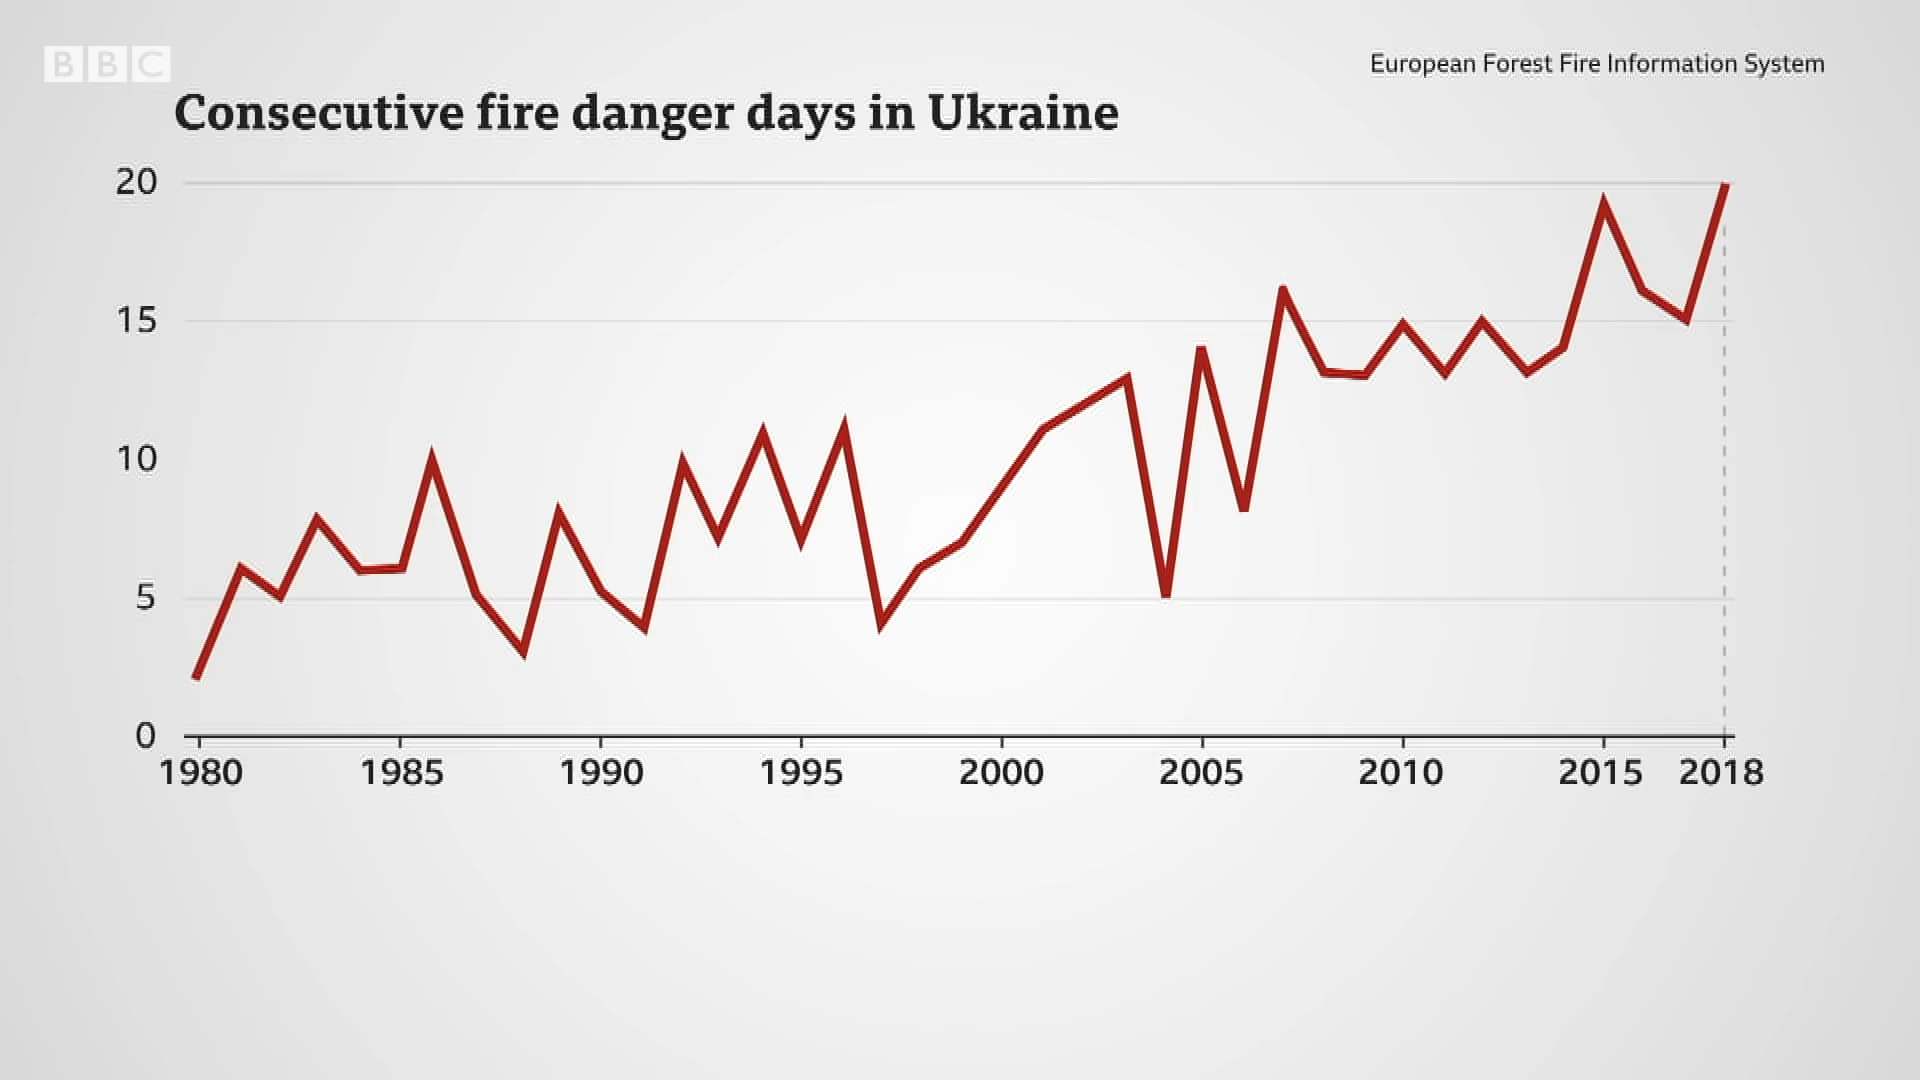 BBC
European Forest Fire Information System
Consecutive fire danger days in Ukraine
20
15
10
5
0
1980 1985 1990 1995 2000 2005 2010 2015 2018